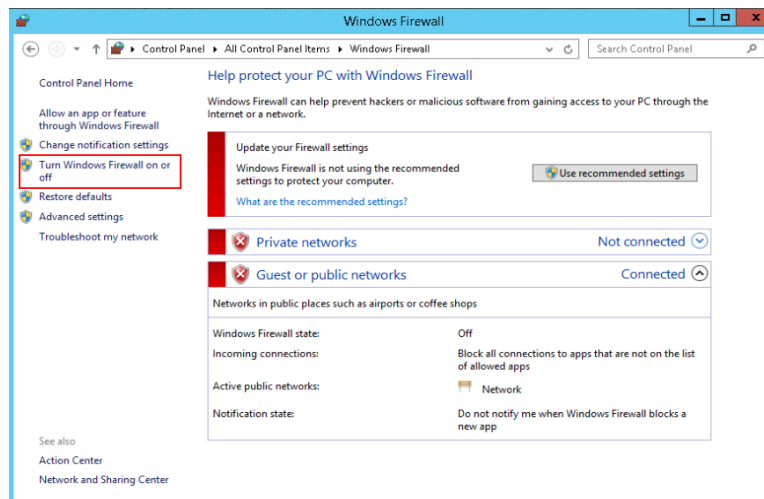 Windows Firewall
Control Panel ▸ All Control Panel Items ▸ Windows Firewall
Search Control Panel
Control Panel Home
Allow an app or feature
through Windows Firewall
Change notification settings
Turn Windows Firewall on or
off
Restore defaults
Advanced settings
Troubleshoot my network
See also
Action Center
Network and Sharing Center
Help protect your PC with Windows Firewall
Windows Firewall can help prevent hackers or malicious software from gaining access to your PC through the
Internet or a network.
Update your Firewall settings
Windows Firewall is not using the recommended
settings to protect your computer.
What are the recommended settings?
Use recommended settings
Private networks
Not connected
Guest or public networks
Connected
Networks in public places such as airports or coffee shops
Windows Firewall state:
Off
Incoming connections:
Block all connections to apps that are not on the list
of allowed apps
Active public networks:
Network
Notification state:
Do not notify me when Windows Firewall blocks a
new app